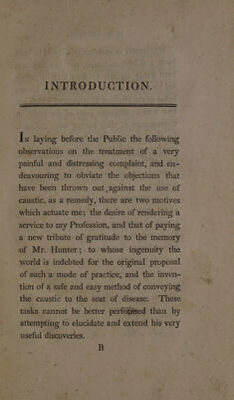 INTRODUCTION.
IN laying before the Public the following
observations on the treatment of a very
painful and distressing complaint, and en-
deavouring to obviate the objections that
have been thrown out against the use of
caustic, as a remedy, there are two motives
which actuate me; the desire of rendering a
service to my Profession, and that of paying
a new tribute of gratitude to the memory
of Mr. Hunter; to whose ingenuity the
world is indebted for the original proposal
of such a mode of practice, and the inven-
tion of a safe and easy method of conveying
the caustic to the seat of disease. These
tasks cannot be better performed than by
attempting to elucidate and extend his very
useful discoveries.
B